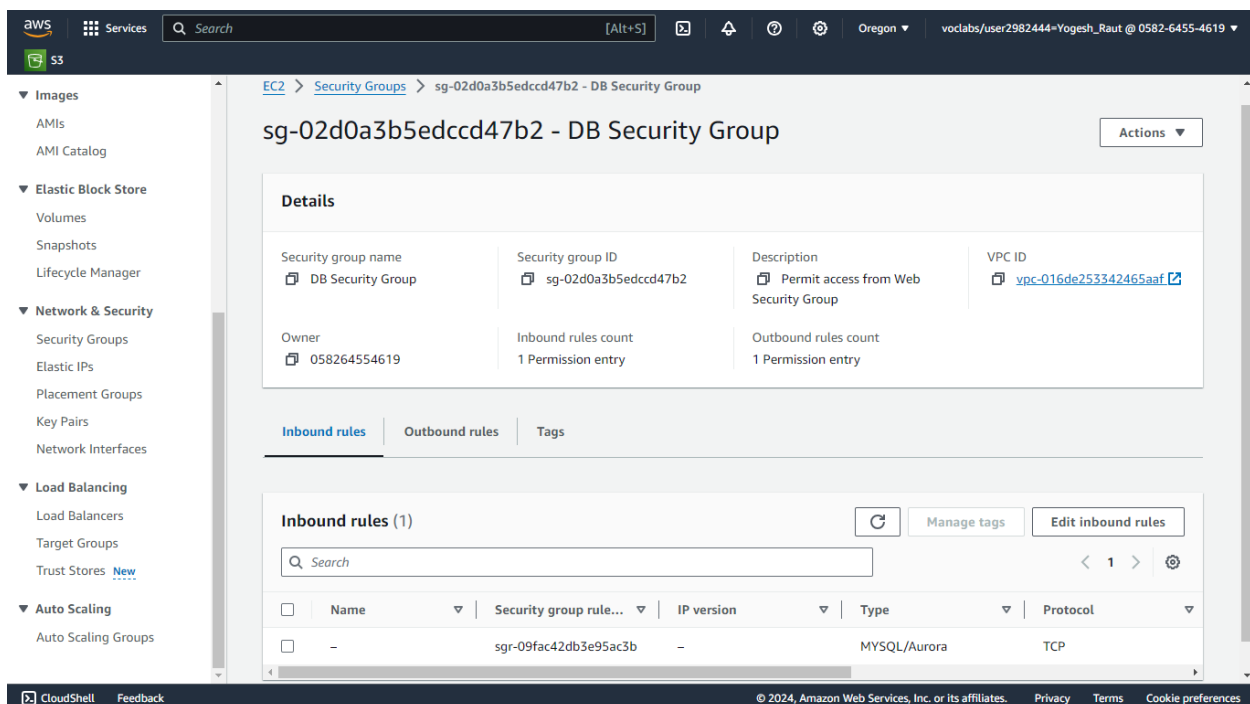 aws Services Search [Alt+S] Oregon voclabs/user2982444=Yogesh_Raut @ 0582-6455-4619
S3
Images
AMIs
AMI Catalog
Elastic Block Store
Volumes
Snapshots
Lifecycle Manager
Network & Security
Security Groups
Elastic IPs
Placement Groups
Key Pairs
Network Interfaces
Load Balancing
Load Balancers
Target Groups
Trust Stores New
Auto Scaling
Auto Scaling Groups
EC2 > Security Groups > sg-02d0a3b5edccd47b2 - DB Security Group
sg-02d0a3b5edccd47b2 - DB Security Group
Actions
Details
Security group name
DB Security Group
Security group ID
sg-02d0a3b5edccd47b2
Description
Permit access from Web
Security Group
VPC ID
vpc-016de253342465aaf
Owner
058264554619
Inbound rules count
1 Permission entry
Outbound rules count
1 Permission entry
Inbound rules Outbound rules Tags
Inbound rules (1)
Manage tags Edit inbound rules
Search
< 1 >
Name Security group rule... IP version Type Protocol
– sgr-09fac42db3e95ac3b – MYSQL/Aurora TCP
CloudShell Feedback © 2024, Amazon Web Services, Inc. or its affiliates. Privacy Terms Cookie preferences